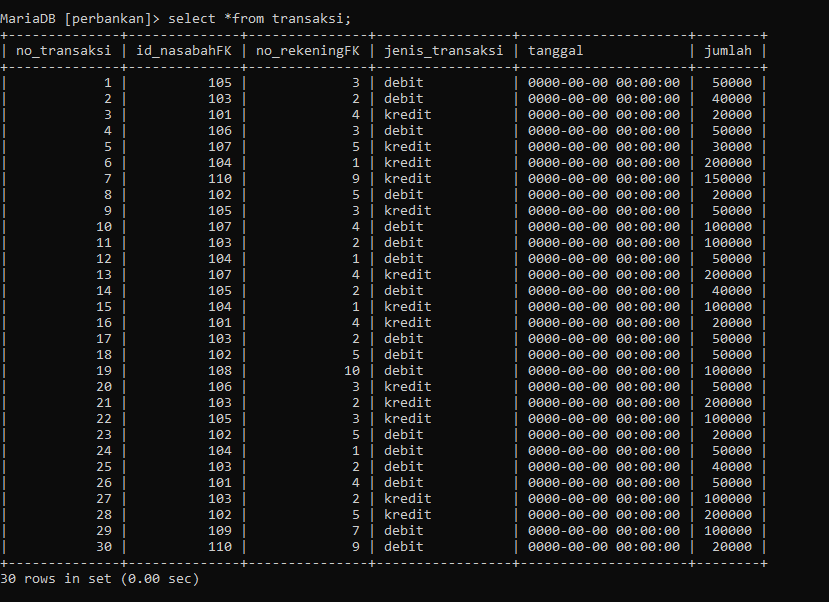 MariaDB [perbankan]> select *from transaksi;
+--------------+--------------+---------------+-----------------+---------------------+--------+
| no_transaksi | id_nasabahFK | no_rekeningFK | jenis_transaksi | tanggal             | jumlah |
+--------------+--------------+---------------+-----------------+---------------------+--------+
|            1 |          105 |             3 | debit           | 0000-00-00 00:00:00 |  50000 |
|            2 |          103 |             2 | debit           | 0000-00-00 00:00:00 |  40000 |
|            3 |          101 |             4 | kredit          | 0000-00-00 00:00:00 |  20000 |
|            4 |          106 |             3 | debit           | 0000-00-00 00:00:00 |  50000 |
|            5 |          107 |             5 | kredit          | 0000-00-00 00:00:00 |  30000 |
|            6 |          104 |             1 | kredit          | 0000-00-00 00:00:00 | 200000 |
|            7 |          110 |             9 | kredit          | 0000-00-00 00:00:00 | 150000 |
|            8 |          102 |             5 | debit           | 0000-00-00 00:00:00 |  20000 |
|            9 |          105 |             3 | kredit          | 0000-00-00 00:00:00 |  50000 |
|           10 |          107 |             4 | debit           | 0000-00-00 00:00:00 | 100000 |
|           11 |          103 |             2 | debit           | 0000-00-00 00:00:00 | 100000 |
|           12 |          104 |             1 | debit           | 0000-00-00 00:00:00 |  50000 |
|           13 |          107 |             4 | kredit          | 0000-00-00 00:00:00 | 200000 |
|           14 |          105 |             2 | debit           | 0000-00-00 00:00:00 |  40000 |
|           15 |          104 |             1 | kredit          | 0000-00-00 00:00:00 | 100000 |
|           16 |          101 |             4 | kredit          | 0000-00-00 00:00:00 |  20000 |
|           17 |          103 |             2 | debit           | 0000-00-00 00:00:00 |  50000 |
|           18 |          102 |             5 | debit           | 0000-00-00 00:00:00 |  50000 |
|           19 |          108 |            10 | debit           | 0000-00-00 00:00:00 | 100000 |
|           20 |          106 |             3 | kredit          | 0000-00-00 00:00:00 |  50000 |
|           21 |          103 |             2 | kredit          | 0000-00-00 00:00:00 | 200000 |
|           22 |          105 |             3 | kredit          | 0000-00-00 00:00:00 | 100000 |
|           23 |          102 |             5 | debit           | 0000-00-00 00:00:00 |  20000 |
|           24 |          104 |             1 | debit           | 0000-00-00 00:00:00 |  50000 |
|           25 |          103 |             2 | debit           | 0000-00-00 00:00:00 |  40000 |
|           26 |          101 |             4 | debit           | 0000-00-00 00:00:00 |  50000 |
|           27 |          103 |             2 | kredit          | 0000-00-00 00:00:00 | 100000 |
|           28 |          102 |             5 | kredit          | 0000-00-00 00:00:00 | 200000 |
|           29 |          109 |             7 | debit           | 0000-00-00 00:00:00 | 100000 |
|           30 |          110 |             9 | debit           | 0000-00-00 00:00:00 |  20000 |
+--------------+--------------+---------------+-----------------+---------------------+--------+
30 rows in set (0.00 sec)